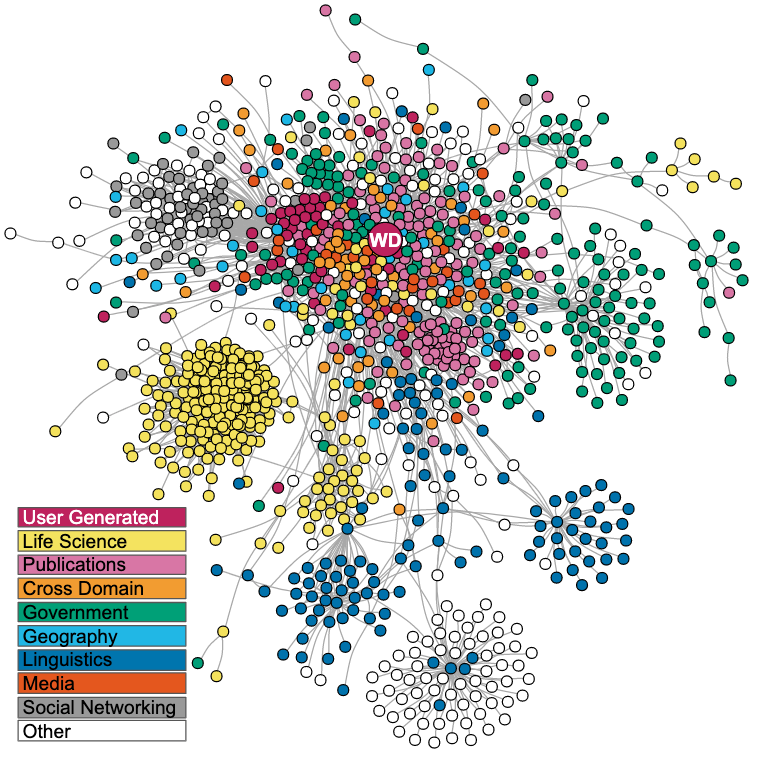 WD
User Generated
Life Science
Publications
Cross Domain
Government
Geography
Linguistics
Media
Social Networking
Other